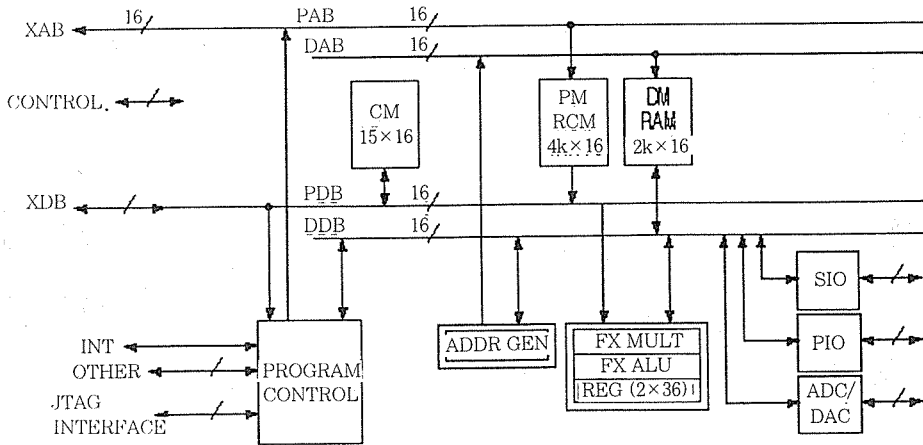 XAB 16 PAB 16
DAB 16
CONTROL.
CM
15×16
PM
RCM
4k×16
DM
RAM
2k×16
XDB PDB 16
DDB 16
SIO
INT
OTHER
JTAG
INTERFACE
PROGRAM
CONTROL
ADDR GEN
FX MULT
FX ALU
REG (2×36)
PIO
ADC/
DAC